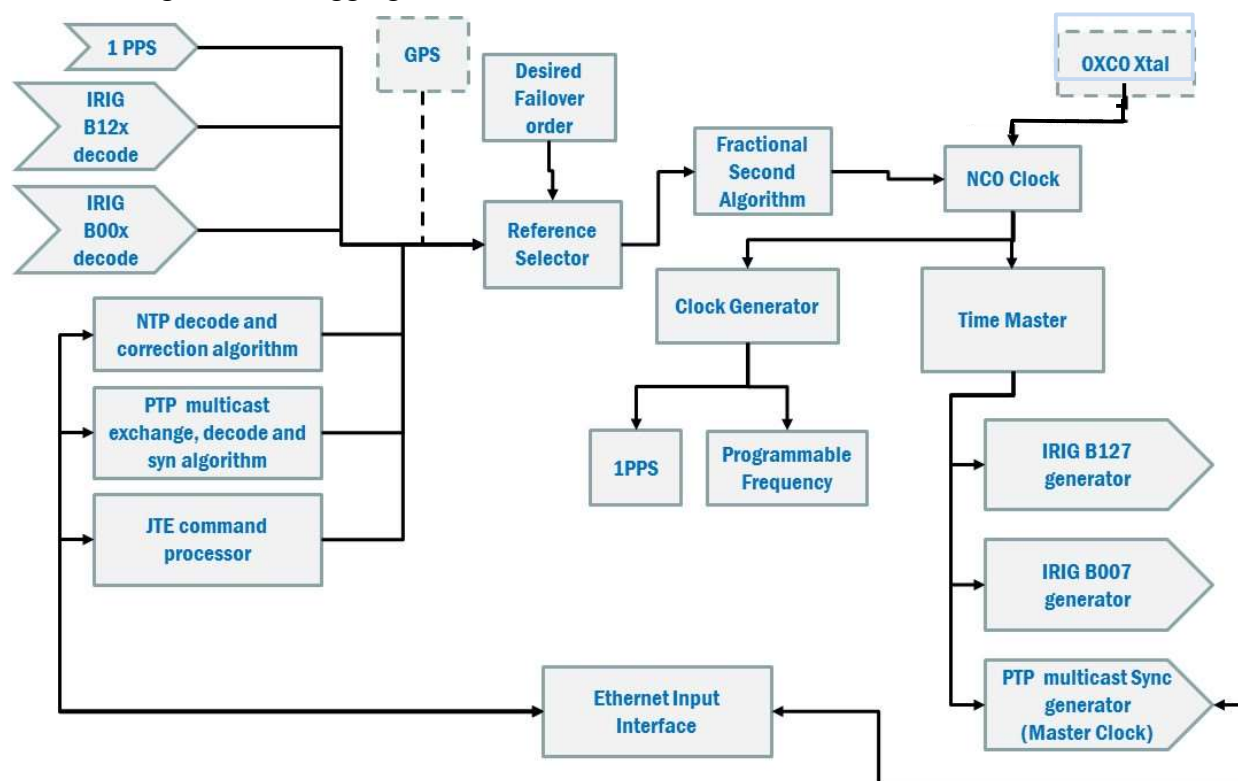 1 PPS
IRIG
B12x
decode
IRIG
B00x
decode
GPS
Desired
Failover
order
Reference
Selector
Fractional
Second
Algorithm
OXCO Xtal
NCO Clock
Clock Generator
Time Master
1PPS
Programmable
Frequency
NTP decode and
correction algorithm
PTP multicast
exchange, decode and
syn algorithm
JTE command
processor
IRIG B127
generator
IRIG B007
generator
PTP multicast Sync
generator
(Master Clock)
Ethernet Input
Interface